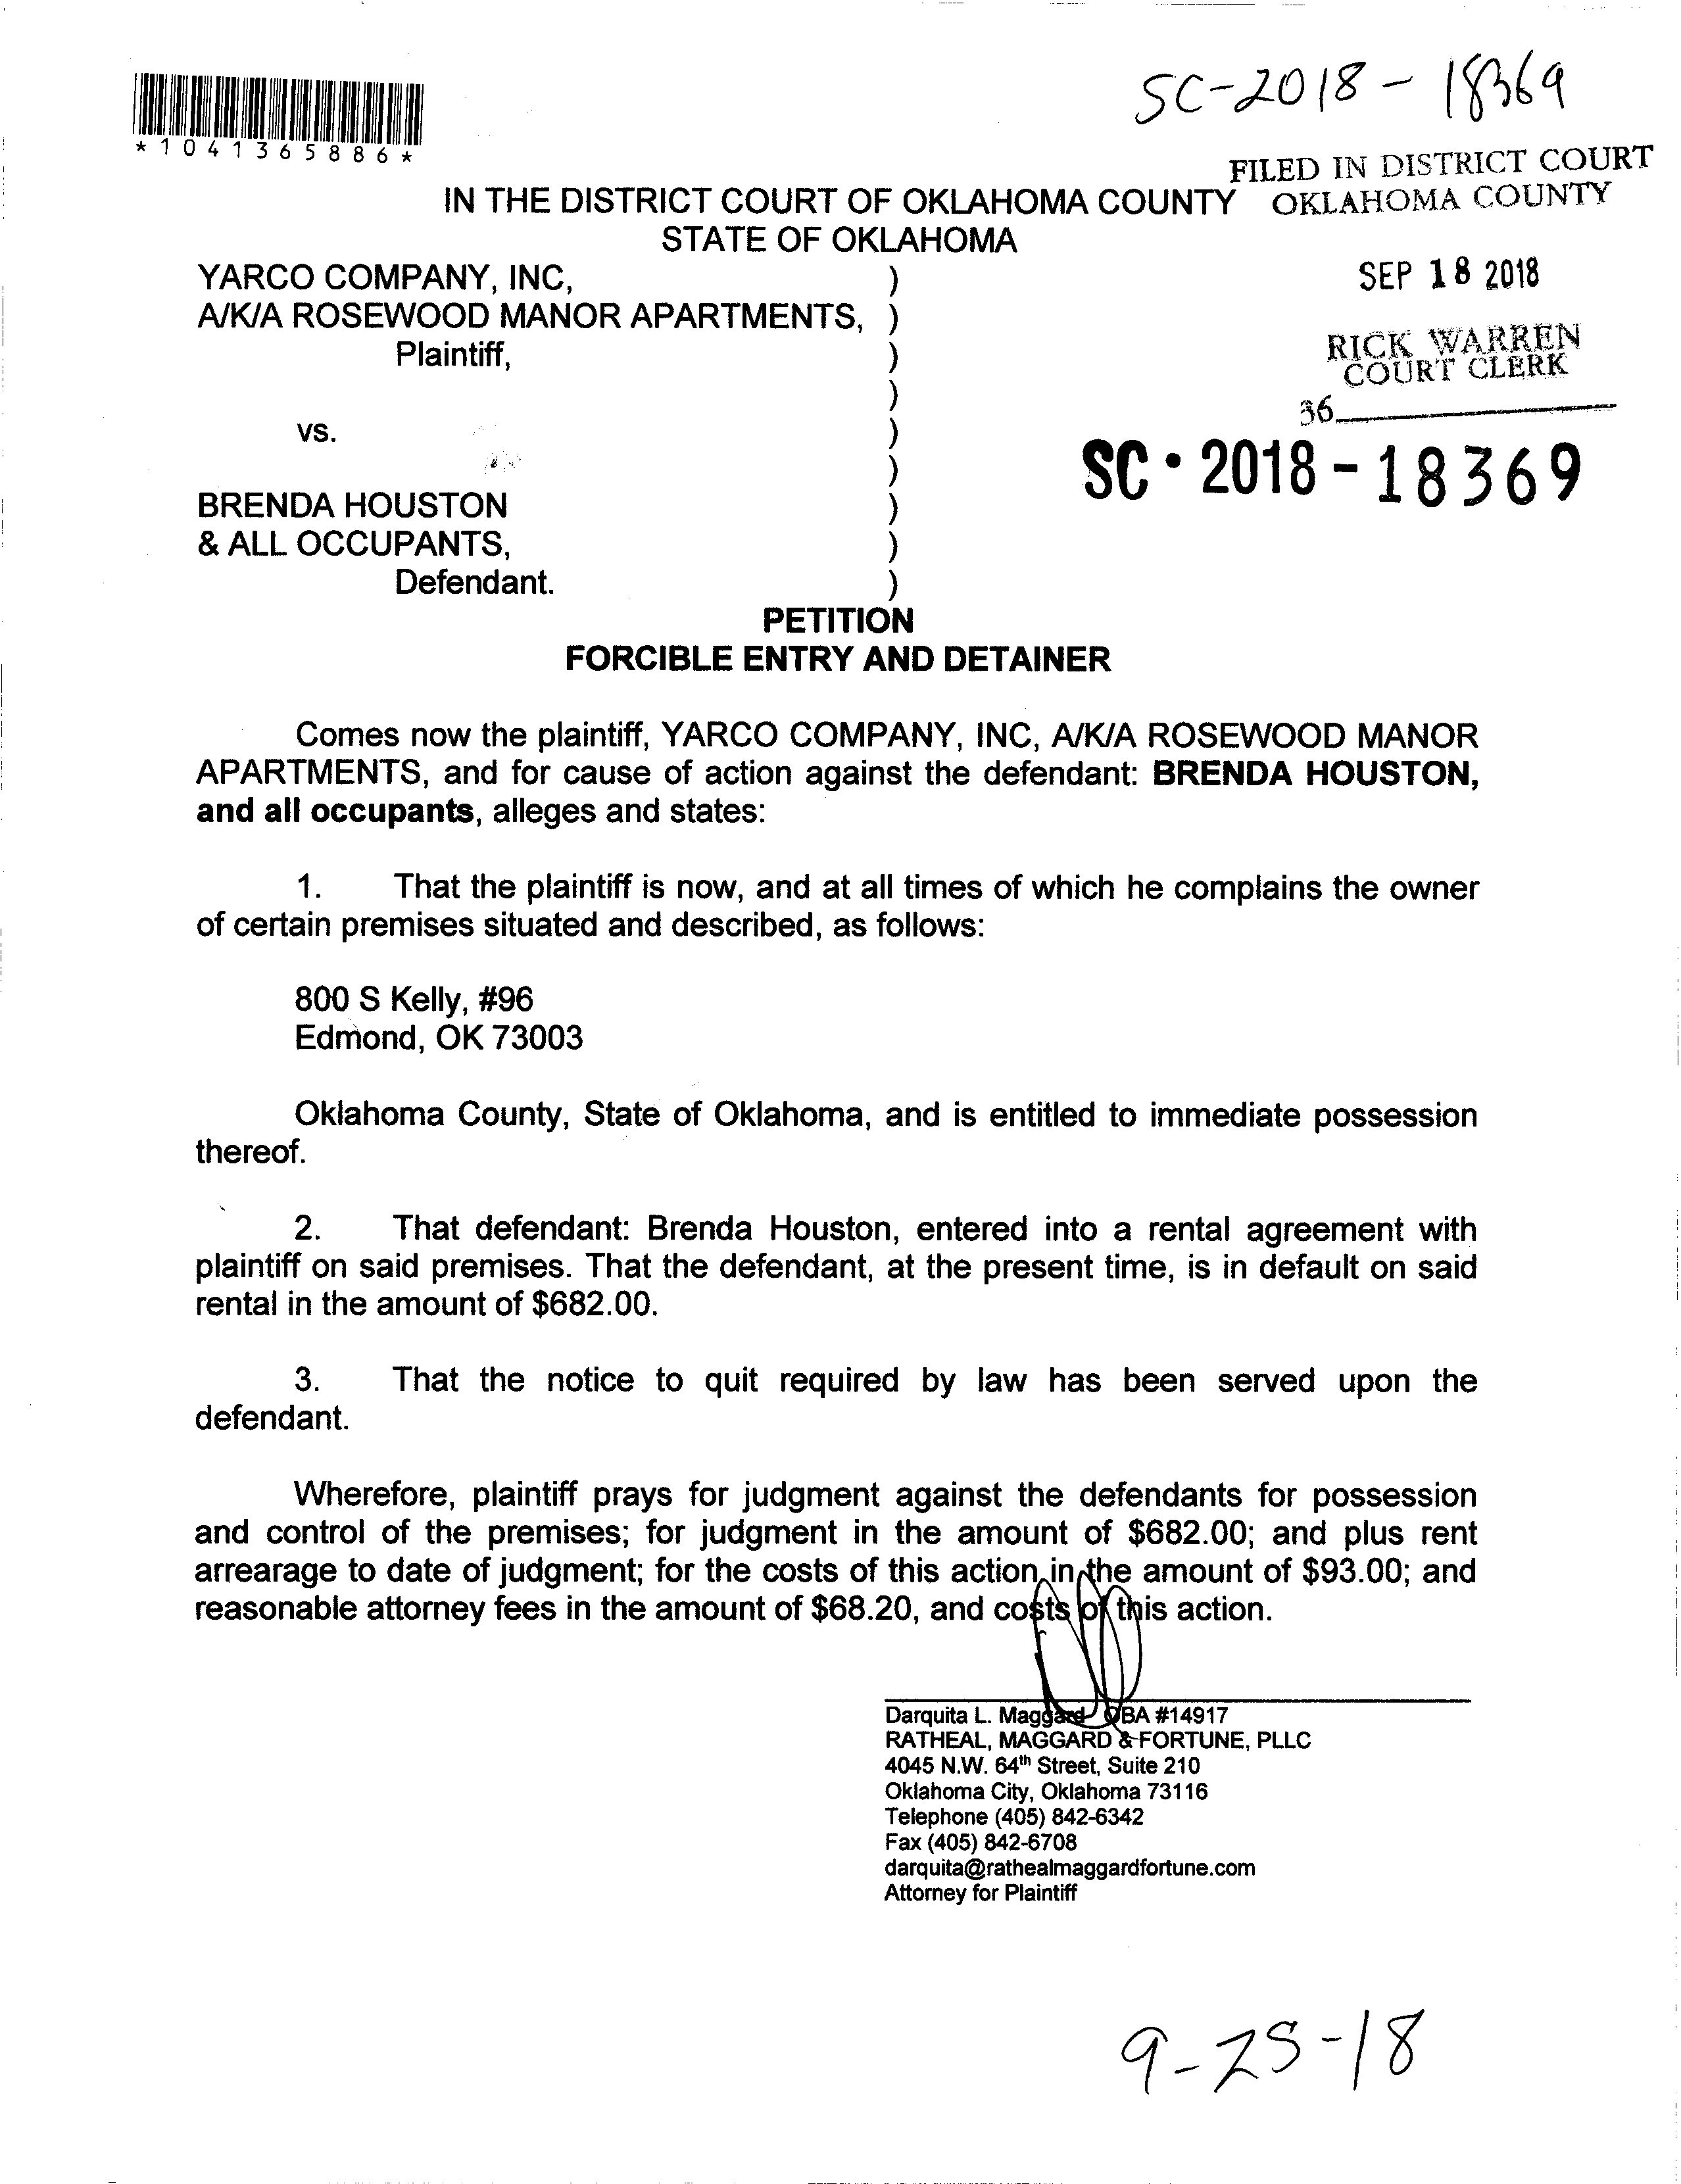 SC-2018-18369
*1041365886*
FILED IN DISTRICT COURT
OKLAHOMA COUNTY
IN THE DISTRICT COURT OF OKLAHOMA COUNTY
STATE OF OKLAHOMA
SEP 18 2018
RICK WARREN
COURT CLERK
36
SC·2018-18369
YARCO COMPANY, INC, )
A/K/A ROSEWOOD MANOR APARTMENTS, )
Plaintiff, )
)
vs. )
)
BRENDA HOUSTON )
& ALL OCCUPANTS, )
Defendant. )
PETITION
FORCIBLE ENTRY AND DETAINER
Comes now the plaintiff, YARCO COMPANY, INC, A/K/A ROSEWOOD MANOR
APARTMENTS, and for cause of action against the defendant: BRENDA HOUSTON,
and all occupants, alleges and states:
1. That the plaintiff is now, and at all times of which he complains the owner
of certain premises situated and described, as follows:
800 S Kelly, #96
Edmond, OK 73003
Oklahoma County, State of Oklahoma, and is entitled to immediate possession
thereof.
2. That defendant: Brenda Houston, entered into a rental agreement with
plaintiff on said premises. That the defendant, at the present time, is in default on said
rental in the amount of $682.00.
3. That the notice to quit required by law has been served upon the
defendant.
Wherefore, plaintiff prays for judgment against the defendants for possession
and control of the premises; for judgment in the amount of $682.00; and plus rent
arrearage to date of judgment; for the costs of this action in the amount of $93.00; and
reasonable attorney fees in the amount of $68.20, and costs of this action.
Darquita L. Maggard OBA #14917
RATHEAL, MAGGARD & FORTUNE, PLLC
4045 N.W. 64th Street, Suite 210
Oklahoma City, Oklahoma 73116
Telephone (405) 842-6342
Fax (405) 842-6708
darquita@rathealmaggardfortune.com
Attorney for Plaintiff
9-25-18